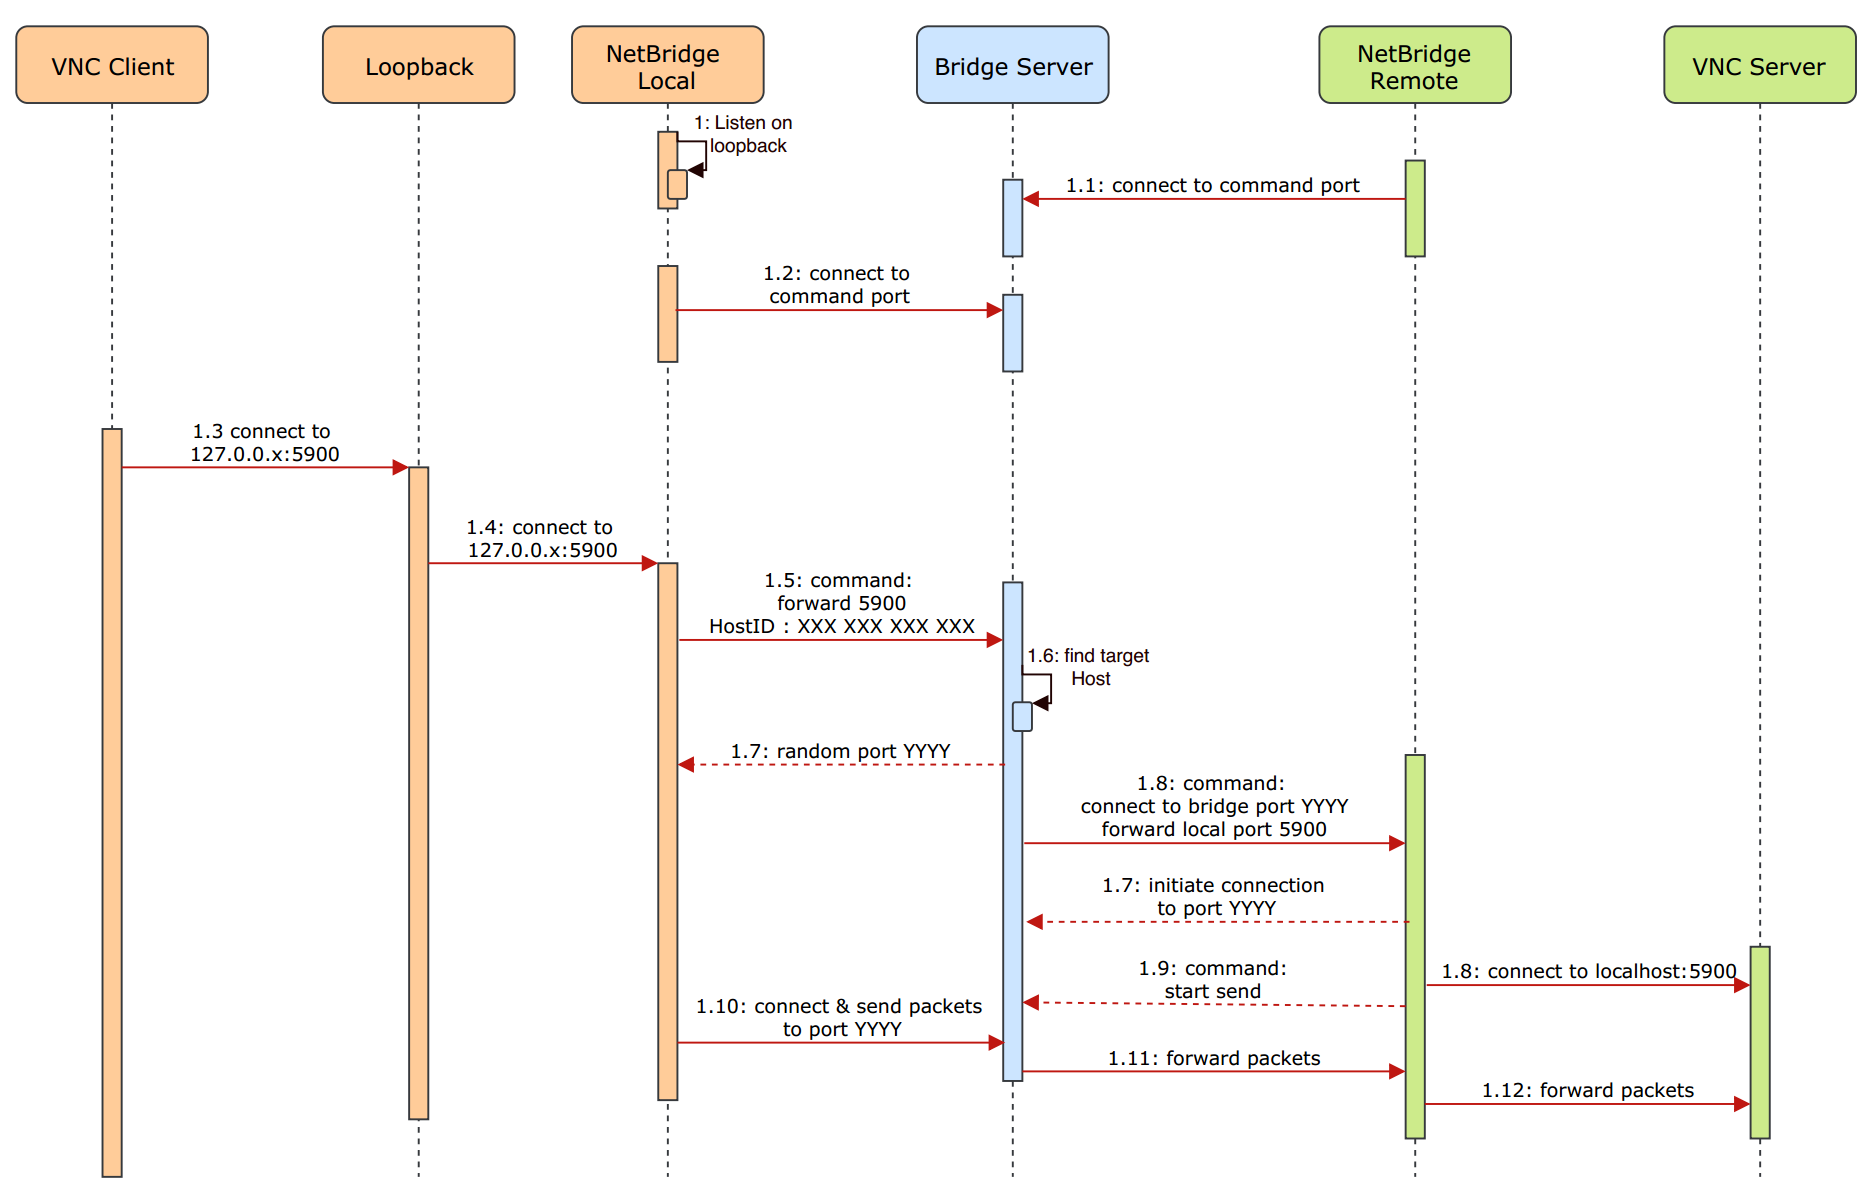 VNC Client
Loopback
NetBridge
Local
Bridge Server
NetBridge
Remote
VNC Server
1: Listen on
loopback
1.1: connect to command port
1.2: connect to
command port
1.3 connect to
127.0.0.x:5900
1.4: connect to
127.0.0.x:5900
1.5: command:
forward 5900
HostID : XXX XXX XXX XXX
1.6: find target
Host
1.7: random port YYYY
1.8: command:
connect to bridge port YYYY
forward local port 5900
1.7: initiate connection
to port YYYY
1.9: command:
start send
1.8: connect to localhost:5900
1.10: connect & send packets
to port YYYY
1.11: forward packets
1.12: forward packets